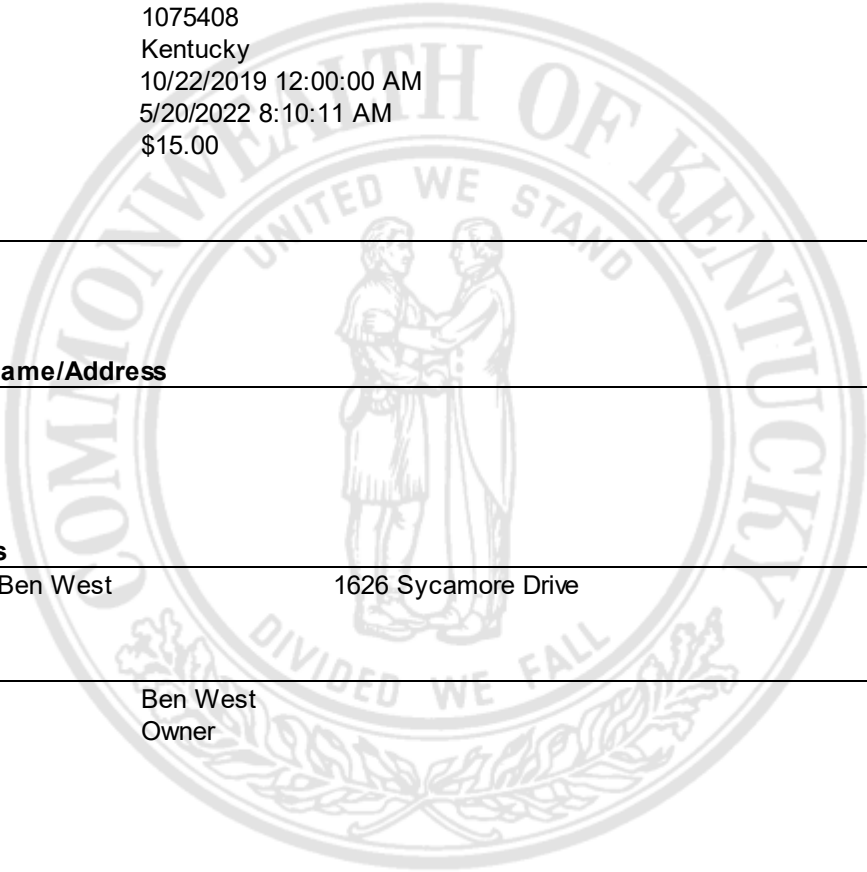 1075408
Kentucky
10/22/2019 12:00:00 AM
5/20/2022 8:10:11 AM
$15.00
COMMONWEALTH OF KENTUCKY
UNITED WE STAND
ame/Address
s
Ben West 1626 Sycamore Drive
DIVIDED WE FALL
Ben West
Owner